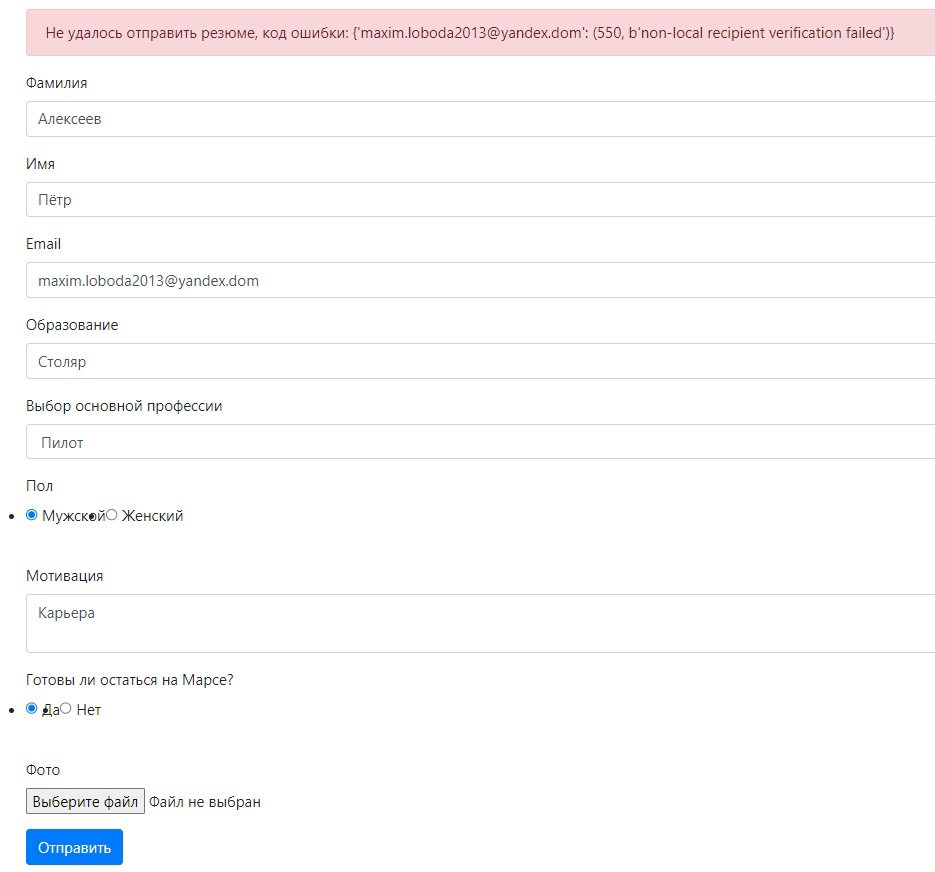 Не удалось отправить резюме, код ошибки: {'maxim.loboda2013@yandex.dom': (550, b'non-local recipient verification failed')}
Фамилия
Алексеев
Имя
Пётр
Email
maxim.loboda2013@yandex.dom
Образование
Столяр
Выбор основной профессии
Пилот
Пол
Мужской Женский
Мотивация
Карьера
Готовы ли остаться на Марсе?
Да Нет
Фото
Выберите файл Файл не выбран
Отправить